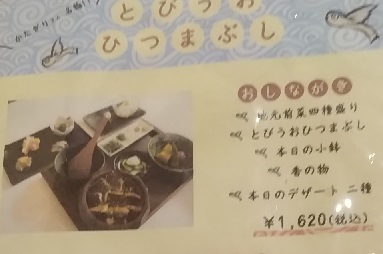 とびうお
ひつまぶし
おしながき
地元前菜四種盛り
とびうおひつまぶし
本日の小鉢
香の物
本日のデザート 二種
¥1,620(税込)